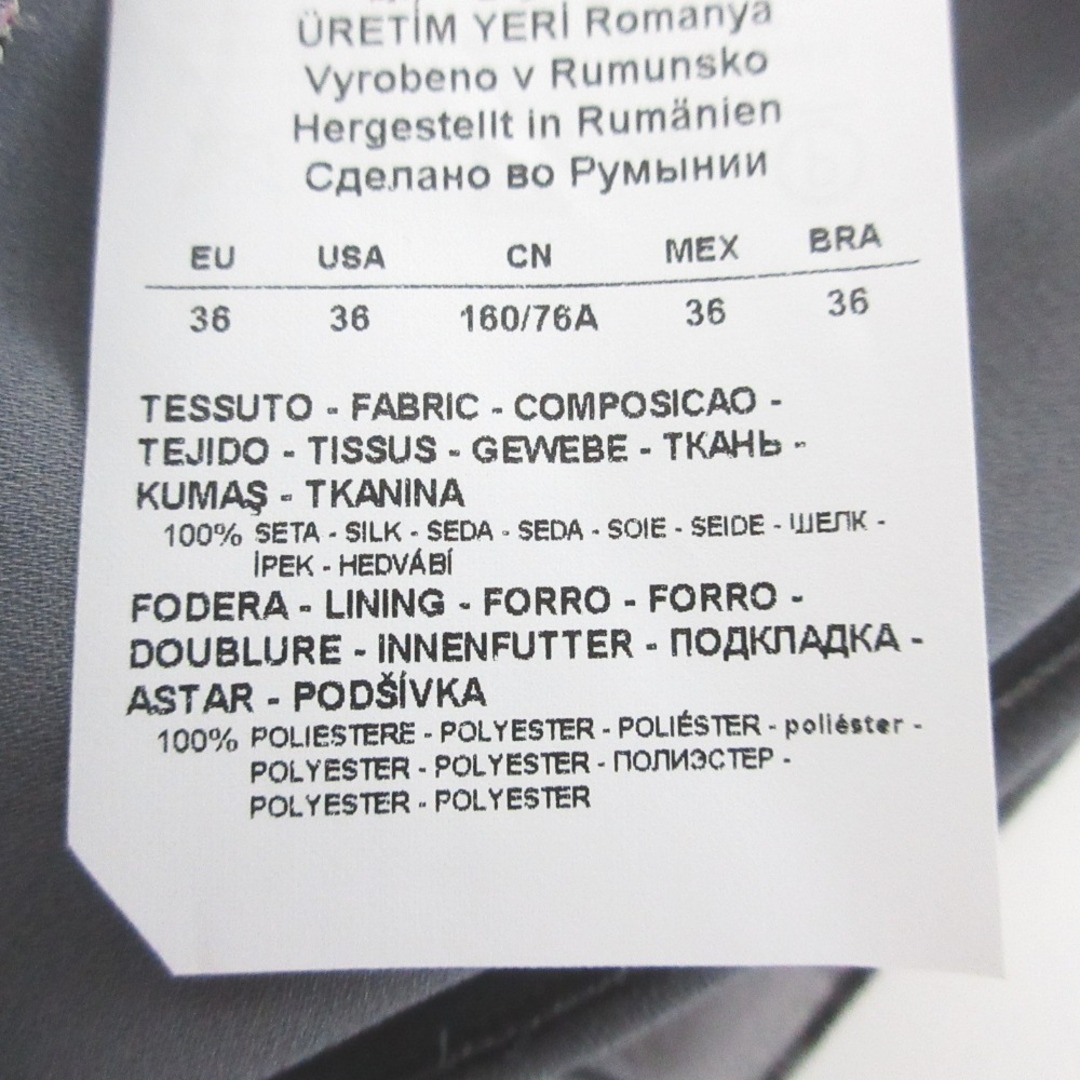 ÜRETİM YERİ Romanya
Vyrobeno v Rumunsko
Hergestellt in Rumänien
Сделано во Румынии
EU USA CN MEX BRA
36 36 160/76A 36 36
TESSUTO - FABRIC - COMPOSICAO -
TEJIDO - TISSUS - GEWEBE - ТКАНЬ -
KUMAŞ - TKANINA
100% SETA - SILK - SEDA - SEDA - SOIE - SEIDE - ШЕЛК -
İPEK - HEDVÁBÍ
FODERA - LINING - FORRO - FORRO -
DOUBLURE - INNENFUTTER - ПОДКЛАДКА -
ASTAR - PODŠÍVKA
100% POLIESTERE - POLYESTER - POLIÉSTER - poliéster -
POLYESTER - POLYESTER - ПОЛИЭСТЕР -
POLYESTER - POLYESTER